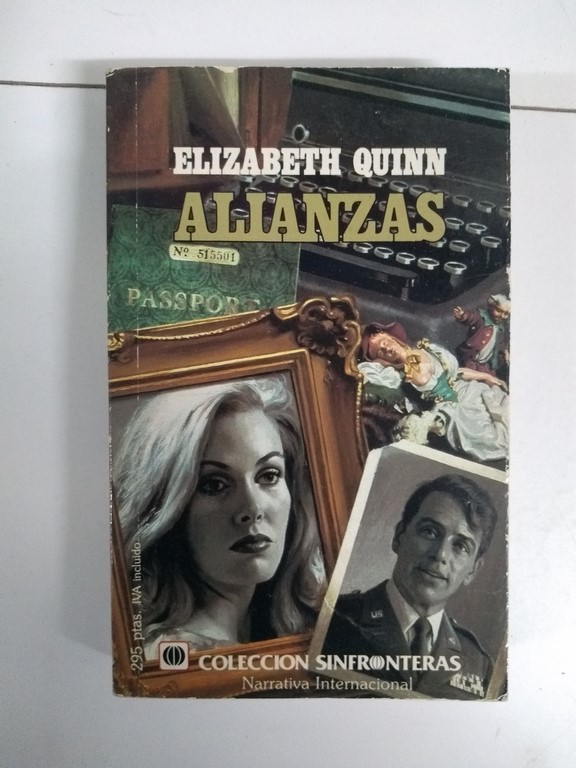 ELIZABETH QUINN
ALIANZAS
Nº 515501
PASSPORT
295 ptas. IVA incluido
COLECCION SINFRONTERAS
Narrativa Internacional
US